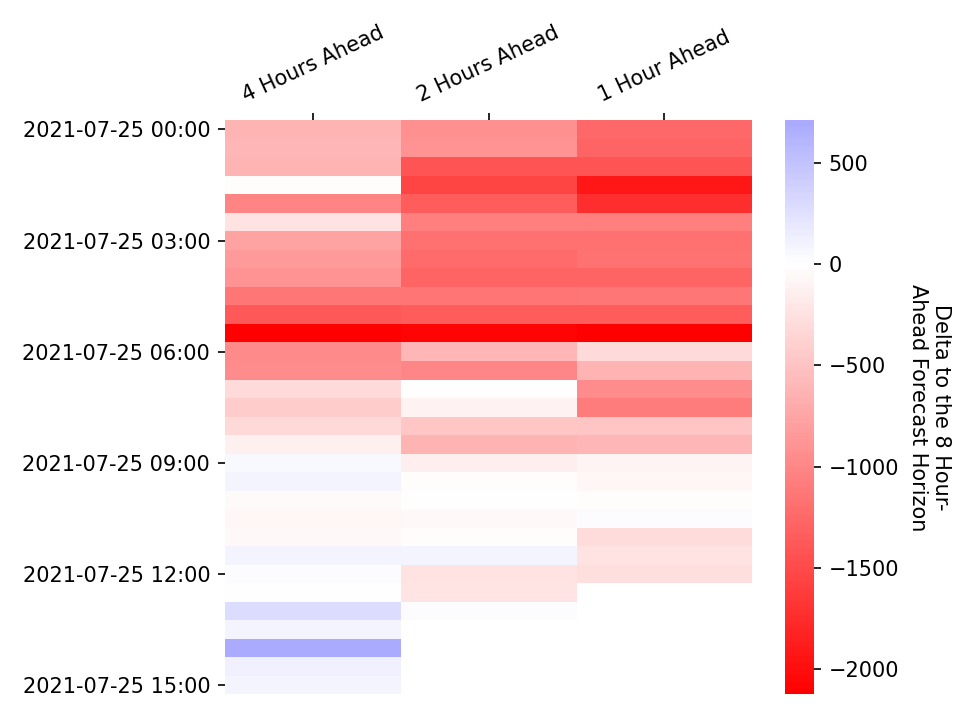 4 Hours Ahead
2 Hours Ahead
1 Hour Ahead
2021-07-25 00:00
2021-07-25 03:00
2021-07-25 06:00
2021-07-25 09:00
2021-07-25 12:00
2021-07-25 15:00
500
0
−500
−1000
−1500
−2000
Delta to the 8 Hour-
Ahead Forecast Horizon